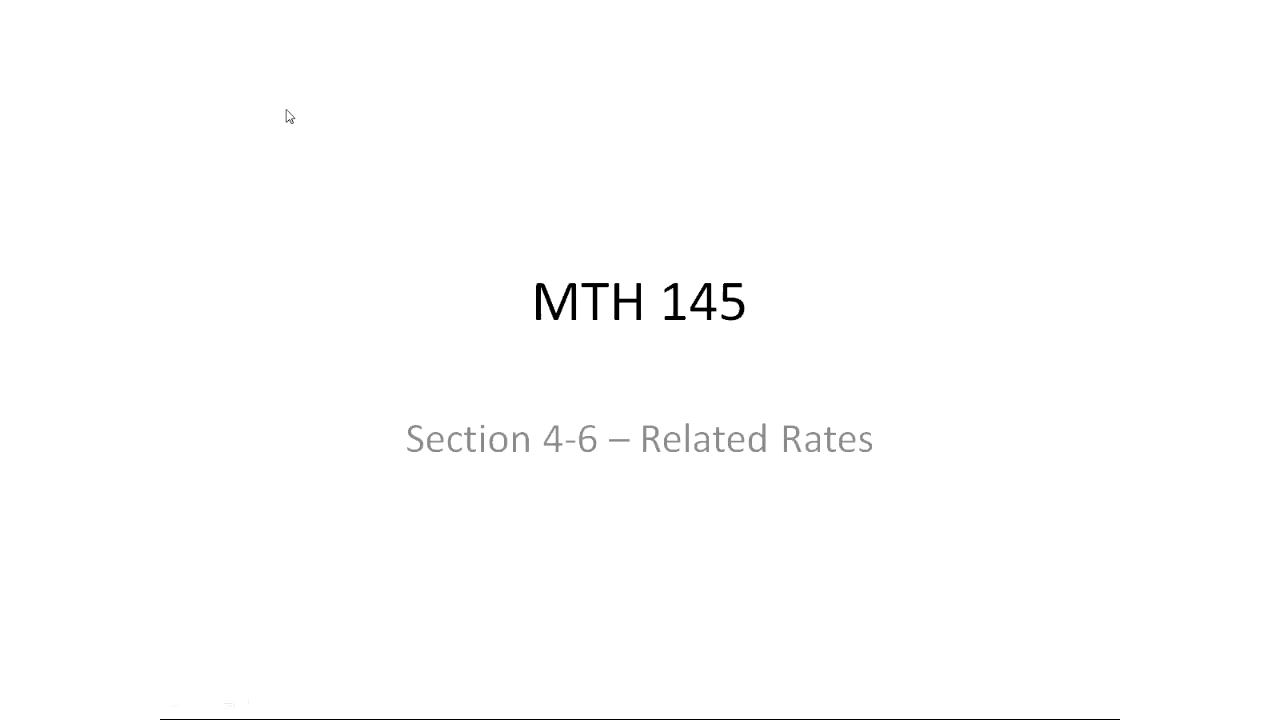 MTH 145
Section 4-6 – Related Rates